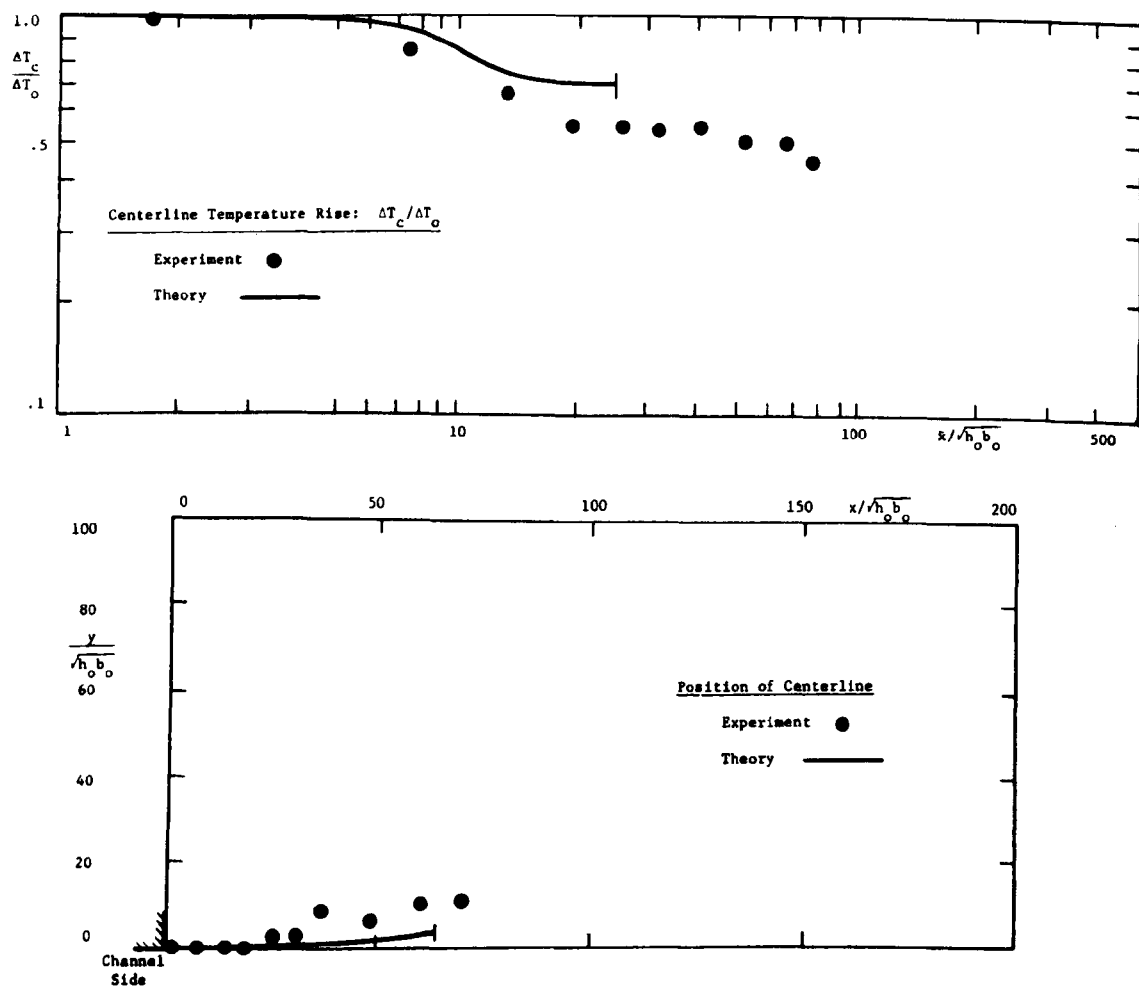 1.0
ΔT_c
ΔT_o
.5
.1
Centerline Temperature Rise: ΔT_c/ΔT_o
Experiment
Theory
1
10
100
x̃/√h_o b_o
500
0
50
100
150
x/√h_o b_o
200
100
80
y
√h_o b_o
60
40
20
0
Position of Centerline
Experiment
Theory
Channel
Side